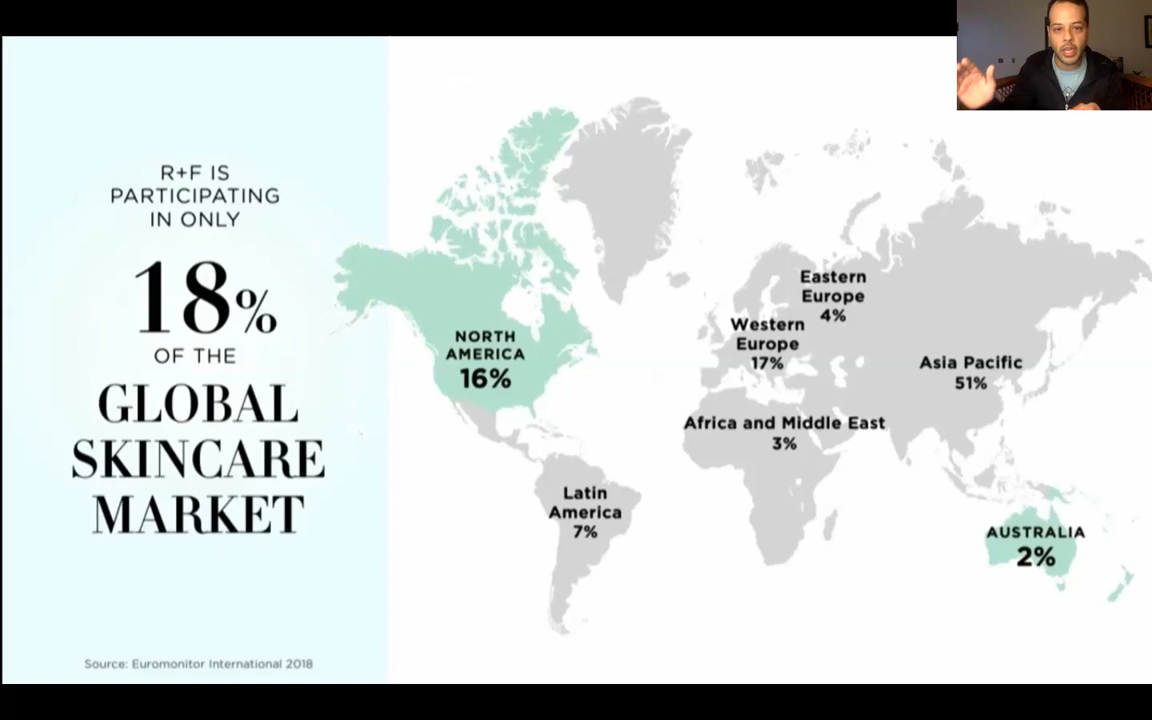 R+F IS
PARTICIPATING
IN ONLY
18%
OF THE
GLOBAL
SKINCARE
MARKET
Source: Euromonitor International 2018
NORTH
AMERICA
16%
Latin
America
7%
Eastern
Europe
4%
Western
Europe
17%
Africa and Middle East
3%
Asia Pacific
51%
AUSTRALIA
2%